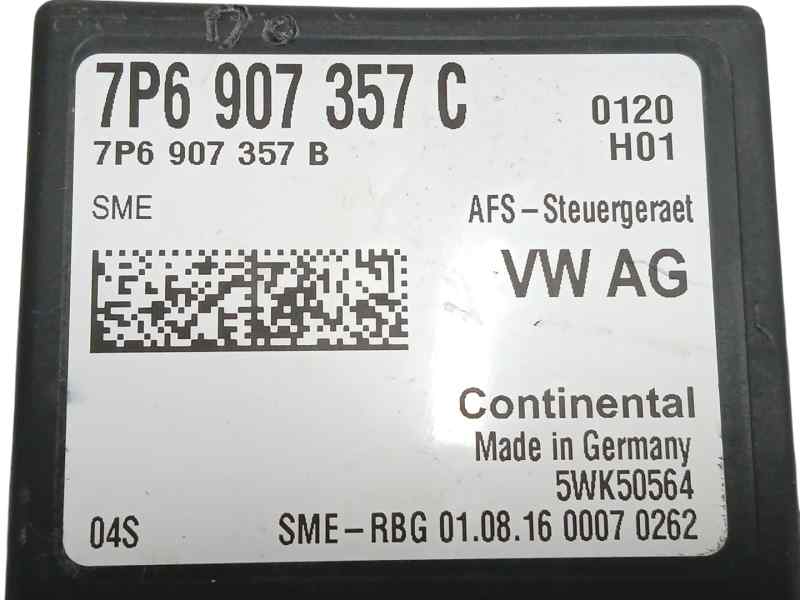 7P6 907 357 C
0120
7P6 907 357 B
H01
SME
AFS-Steuergeraet
VW AG
Continental
Made in Germany
5WK50564
04S
SME-RBG 01.08.16 0007 0262